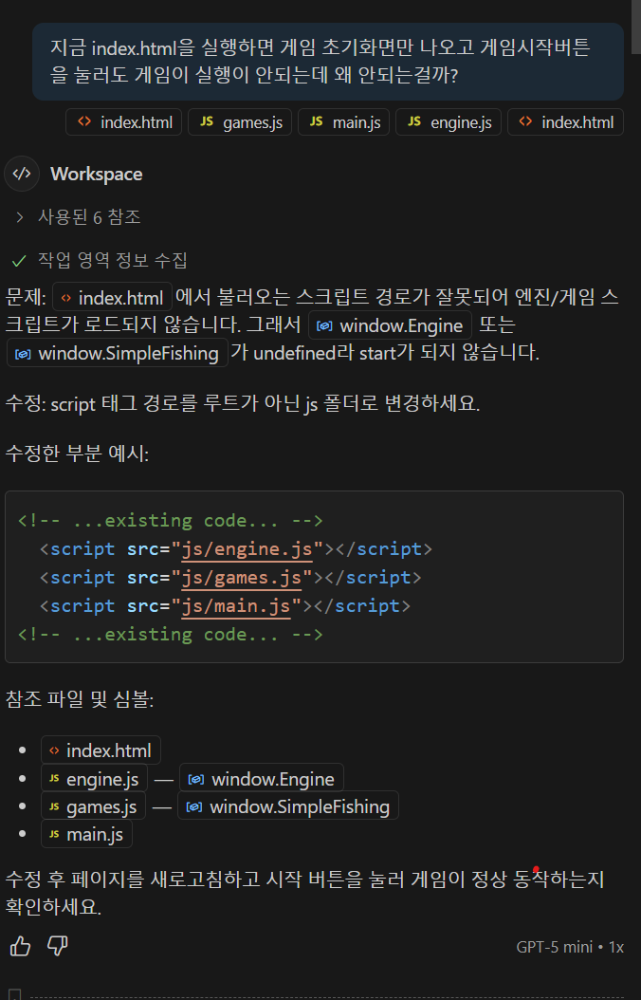 지금 index.html을 실행하면 게임 초기화면만 나오고 게임시작버튼
을 눌러도 게임이 실행이 안되는데 왜 안되는걸까?
<> index.html JS games.js JS main.js JS engine.js <> index.html
</> Workspace
> 사용된 6 참조
✓ 작업 영역 정보 수집
문제: <> index.html 에서 불러오는 스크립트 경로가 잘못되어 엔진/게임 스
크립트가 로드되지 않습니다. 그래서 window.Engine 또는
window.SimpleFishing 가 undefined라 start가 되지 않습니다.
수정: script 태그 경로를 루트가 아닌 js 폴더로 변경하세요.
수정한 부분 예시:
<!-- ...existing code... -->
<script src="js/engine.js"></script>
<script src="js/games.js"></script>
<script src="js/main.js"></script>
<!-- ...existing code... -->
참조 파일 및 심볼:
• <> index.html
• JS engine.js — window.Engine
• JS games.js — window.SimpleFishing
• JS main.js
수정 후 페이지를 새로고침하고 시작 버튼을 눌러 게임이 정상 동작하는지
확인하세요.
GPT-5 mini • 1x